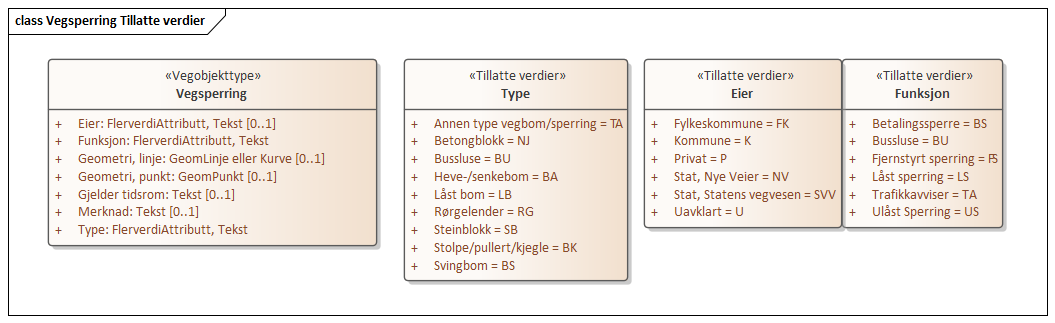 class Vegsperring Tillatte verdier
«Vegobjekttype»
Vegsperring
+ Eier: FlerverdiAttributt, Tekst [0..1]
+ Funksjon: FlerverdiAttributt, Tekst
+ Geometri, linje: GeomLinje eller Kurve [0..1]
+ Geometri, punkt: GeomPunkt [0..1]
+ Gjelder tidsrom: Tekst [0..1]
+ Merknad: Tekst [0..1]
+ Type: FlerverdiAttributt, Tekst
«Tillatte verdier»
Type
+ Annen type vegbom/sperring = TA
+ Betongblokk = NJ
+ Bussluse = BU
+ Heve-/senkebom = BA
+ Låst bom = LB
+ Rørgelender = RG
+ Steinblokk = SB
+ Stolpe/pullert/kjegle = BK
+ Svingbom = BS
«Tillatte verdier»
Eier
+ Fylkeskommune = FK
+ Kommune = K
+ Privat = P
+ Stat, Nye Veier = NV
+ Stat, Statens vegvesen = SVV
+ Uavklart = U
«Tillatte verdier»
Funksjon
+ Betalingssperre = BS
+ Bussluse = BU
+ Fjernstyrt sperring = FS
+ Låst sperring = LS
+ Trafikkavviser = TA
+ Ulåst Sperring = US